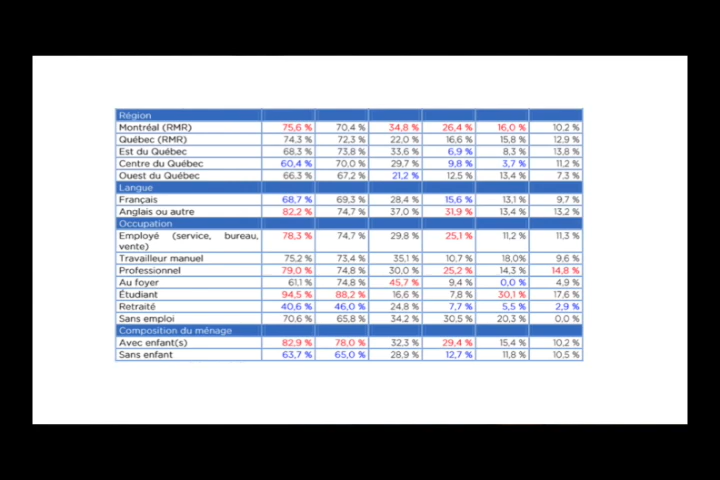 Région
Montréal (RMR) 75,6 % 70,4 % 34,8 % 26,4 % 16,0 % 10,2 %
Québec (RMR) 74,3 % 72,3 % 22,0 % 16,6 % 15,8 % 12,9 %
Est du Québec 68,3 % 73,8 % 33,6 % 6,9 % 8,3 % 13,8 %
Centre du Québec 60,4 % 70,0 % 29,7 % 9,8 % 3,7 % 11,2 %
Ouest du Québec 66,3 % 67,2 % 21,2 % 12,5 % 13,4 % 7,3 %
Langue
Français 68,7 % 69,3 % 28,4 % 15,6 % 13,1 % 9,7 %
Anglais ou autre 82,2 % 74,7 % 37,0 % 31,9 % 13,4 % 13,2 %
Occupation
Employé (service, bureau, 78,3 % 74,7 % 29,8 % 25,1 % 11,2 % 11,3 %
vente)
Travailleur manuel 75,2 % 73,4 % 35,1 % 10,7 % 18,0% 9,6 %
Professionnel 79,0 % 74,8 % 30,0 % 25,2 % 14,3 % 14,8 %
Au foyer 61,1 % 74,8 % 45,7 % 9,4 % 0,0 % 4,9 %
Étudiant 94,5 % 88,2 % 16,6 % 7,8 % 30,1 % 17,6 %
Retraité 40,6 % 46,0 % 24,8 % 7,7 % 5,5 % 2,9 %
Sans emploi 70,6 % 65,8 % 34,2 % 30,5 % 20,3 % 0,0 %
Composition du ménage
Avec enfant(s) 82,9 % 78,0 % 32,3 % 29,4 % 15,4 % 10,2 %
Sans enfant 63,7 % 65,0 % 28,9 % 12,7 % 11,8 % 10,5 %